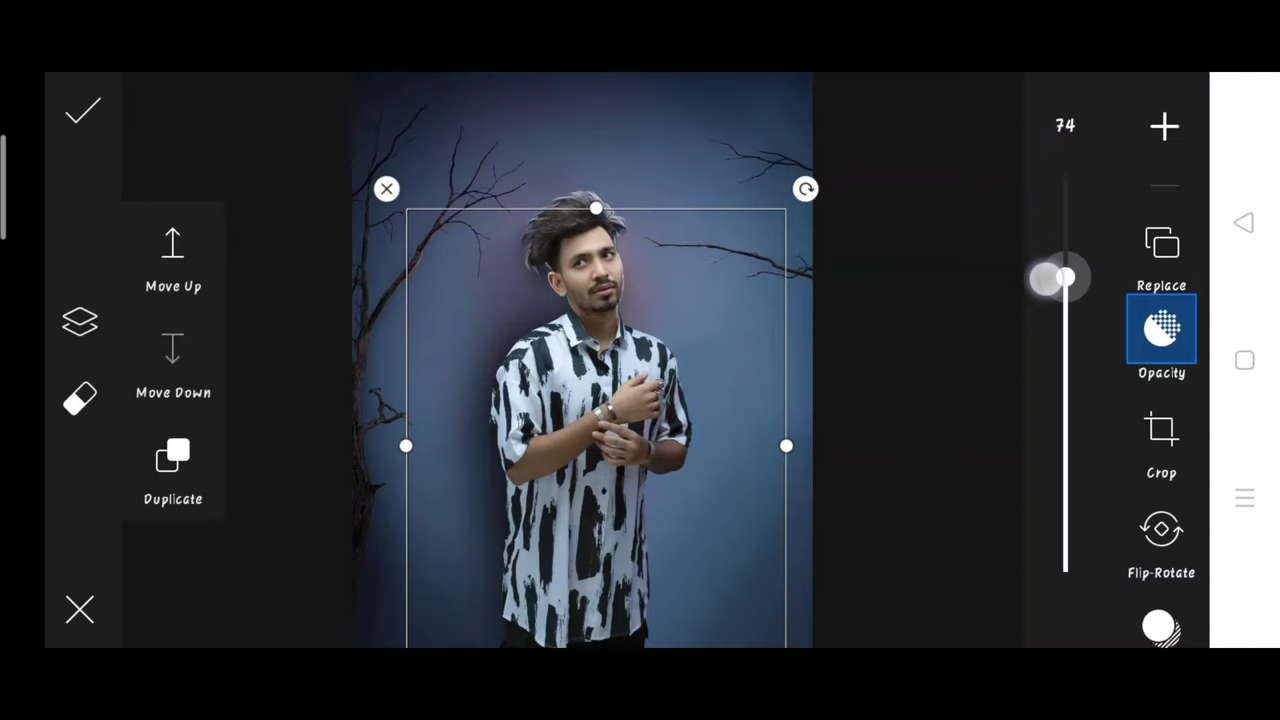 Move Up
Move Down
Duplicate
74
Replace
Opacity
Crop
Flip-Rotate